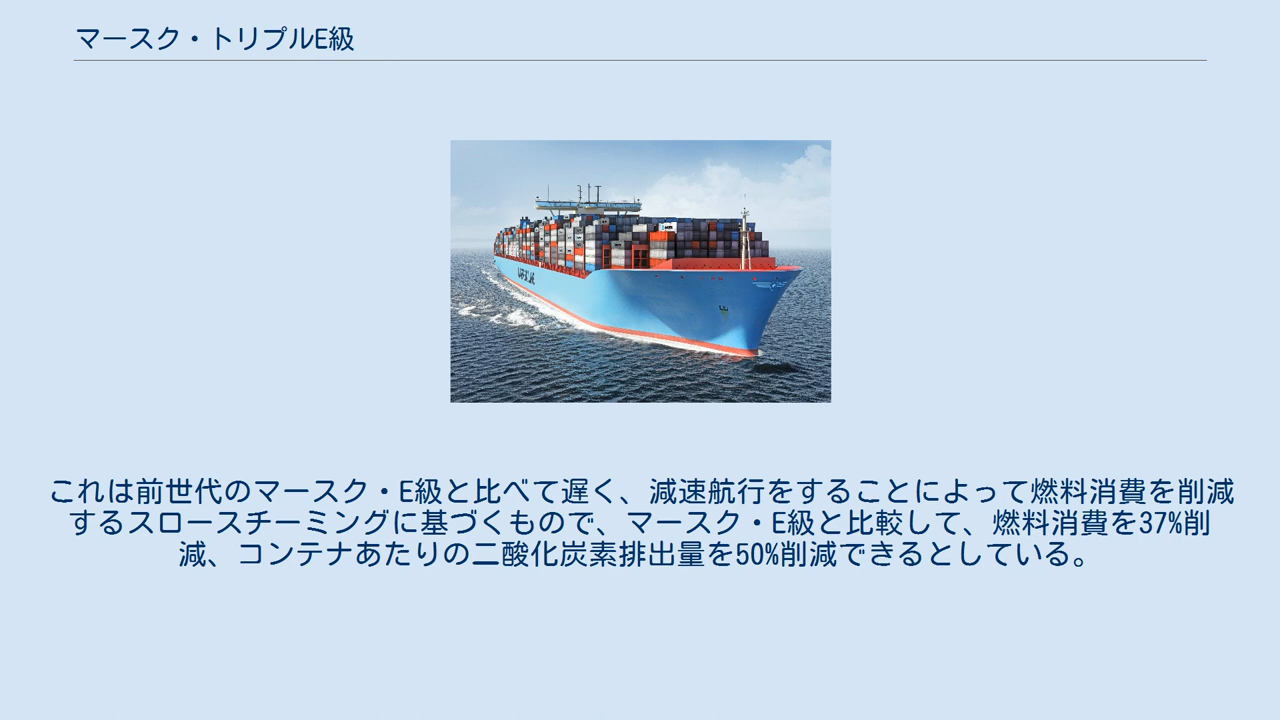 マースク・トリプルE級
これは前世代のマースク・E級と比べて遅く、減速航行をすることによって燃料消費を削減
するスロースチーミングに基づくもので、マースク・E級と比較して、燃料消費を37%削
減、コンテナあたりの二酸化炭素排出量を50%削減できるとしている。